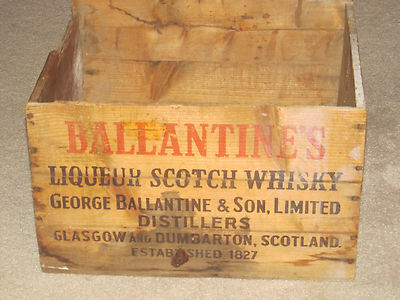 BALLANTINE'S
LIQUEUR SCOTCH WHISKY
GEORGE BALLANTINE & SON, LIMITED
DISTILLERS
GLASGOW AND DUMBARTON, SCOTLAND.
ESTABLISHED 1827